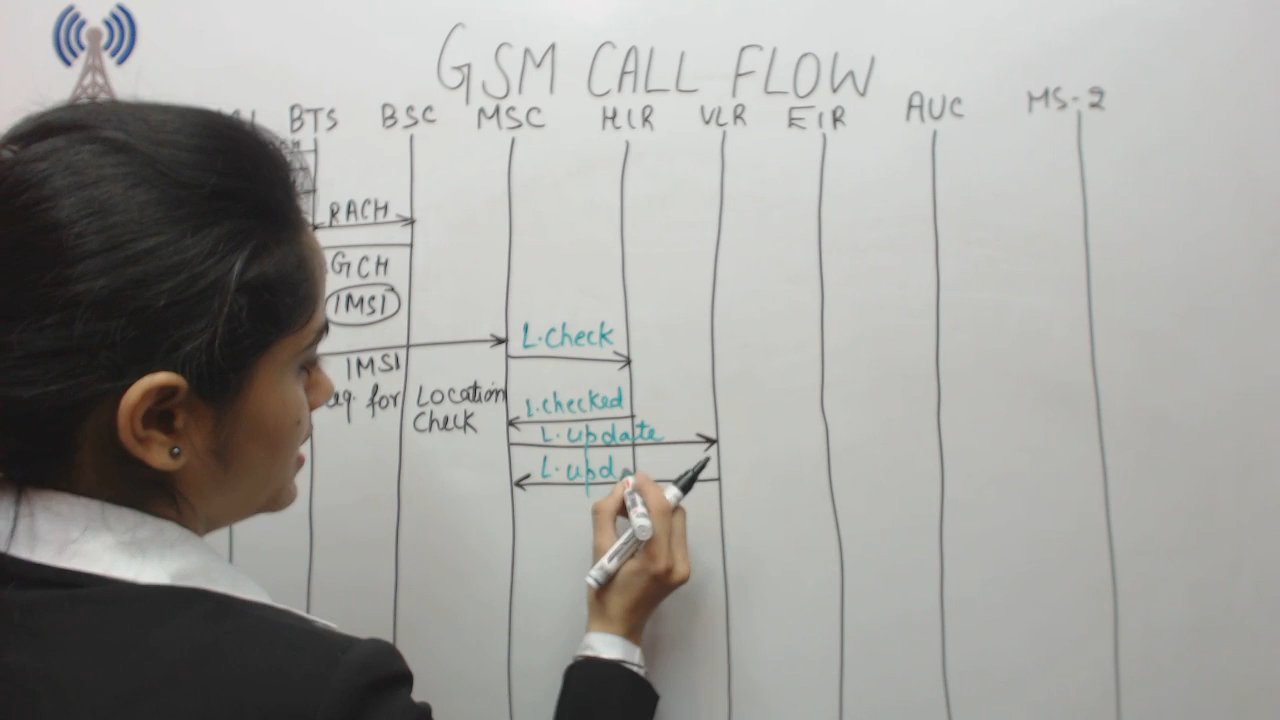 GSM CALL FLOW
BTS BSC MSC HLR VLR EIR AUC MS-2
RACH
GCH
IMSI
L.Check
IMSI
for Location
Check
L.checked
L.update
L.upd